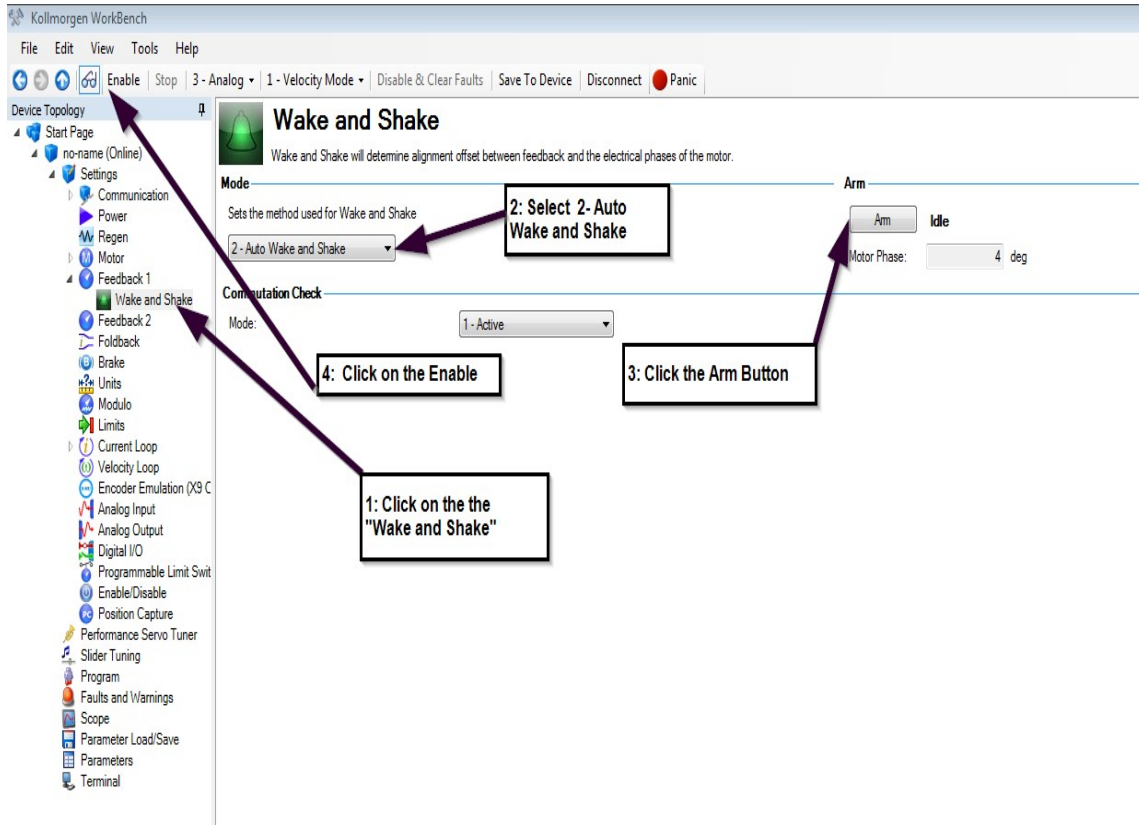 Kollmorgen WorkBench
File Edit View Tools Help
Enable Stop 3 - Analog 1 - Velocity Mode Disable & Clear Faults Save To Device Disconnect Panic
Device Topology
Start Page
no-name (Online)
Settings
Communication
Power
Regen
Motor
Feedback 1
Wake and Shake
Feedback 2
Foldback
Brake
Units
Modulo
Limits
Current Loop
Velocity Loop
Encoder Emulation (X9 C
Analog Input
Analog Output
Digital I/O
Programmable Limit Swit
Enable/Disable
Position Capture
Performance Servo Tuner
Slider Tuning
Program
Faults and Warnings
Scope
Parameter Load/Save
Parameters
Terminal
Wake and Shake
Wake and Shake will determine alignment offset between feedback and the electrical phases of the motor.
Mode
Sets the method used for Wake and Shake
2 - Auto Wake and Shake
2: Select 2- Auto
Wake and Shake
Arm
Arm Idle
Motor Phase: 4 deg
Commutation Check
Mode: 1 - Active
4: Click on the Enable
3: Click the Arm Button
1: Click on the the
"Wake and Shake"